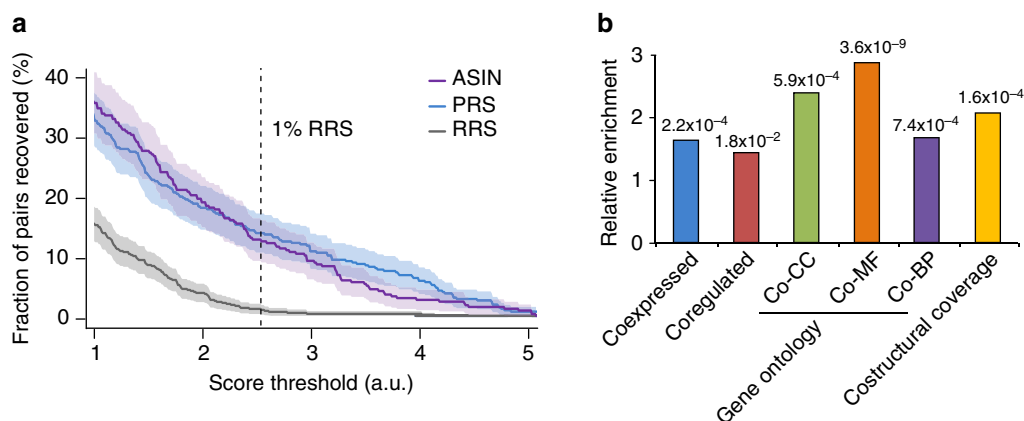 a
Fraction of pairs recovered (%)
40
30
20
10
0
1
2
3
4
5
Score threshold (a.u.)
1% RRS
ASIN
PRS
RRS
b
Relative enrichment
3
2
1
0
2.2x10⁻⁴
1.8x10⁻²
5.9x10⁻⁴
3.6x10⁻⁹
7.4x10⁻⁴
1.6x10⁻⁴
Coexpressed
Coregulated
Co-CC
Co-MF
Co-BP
Costructural coverage
Gene ontology